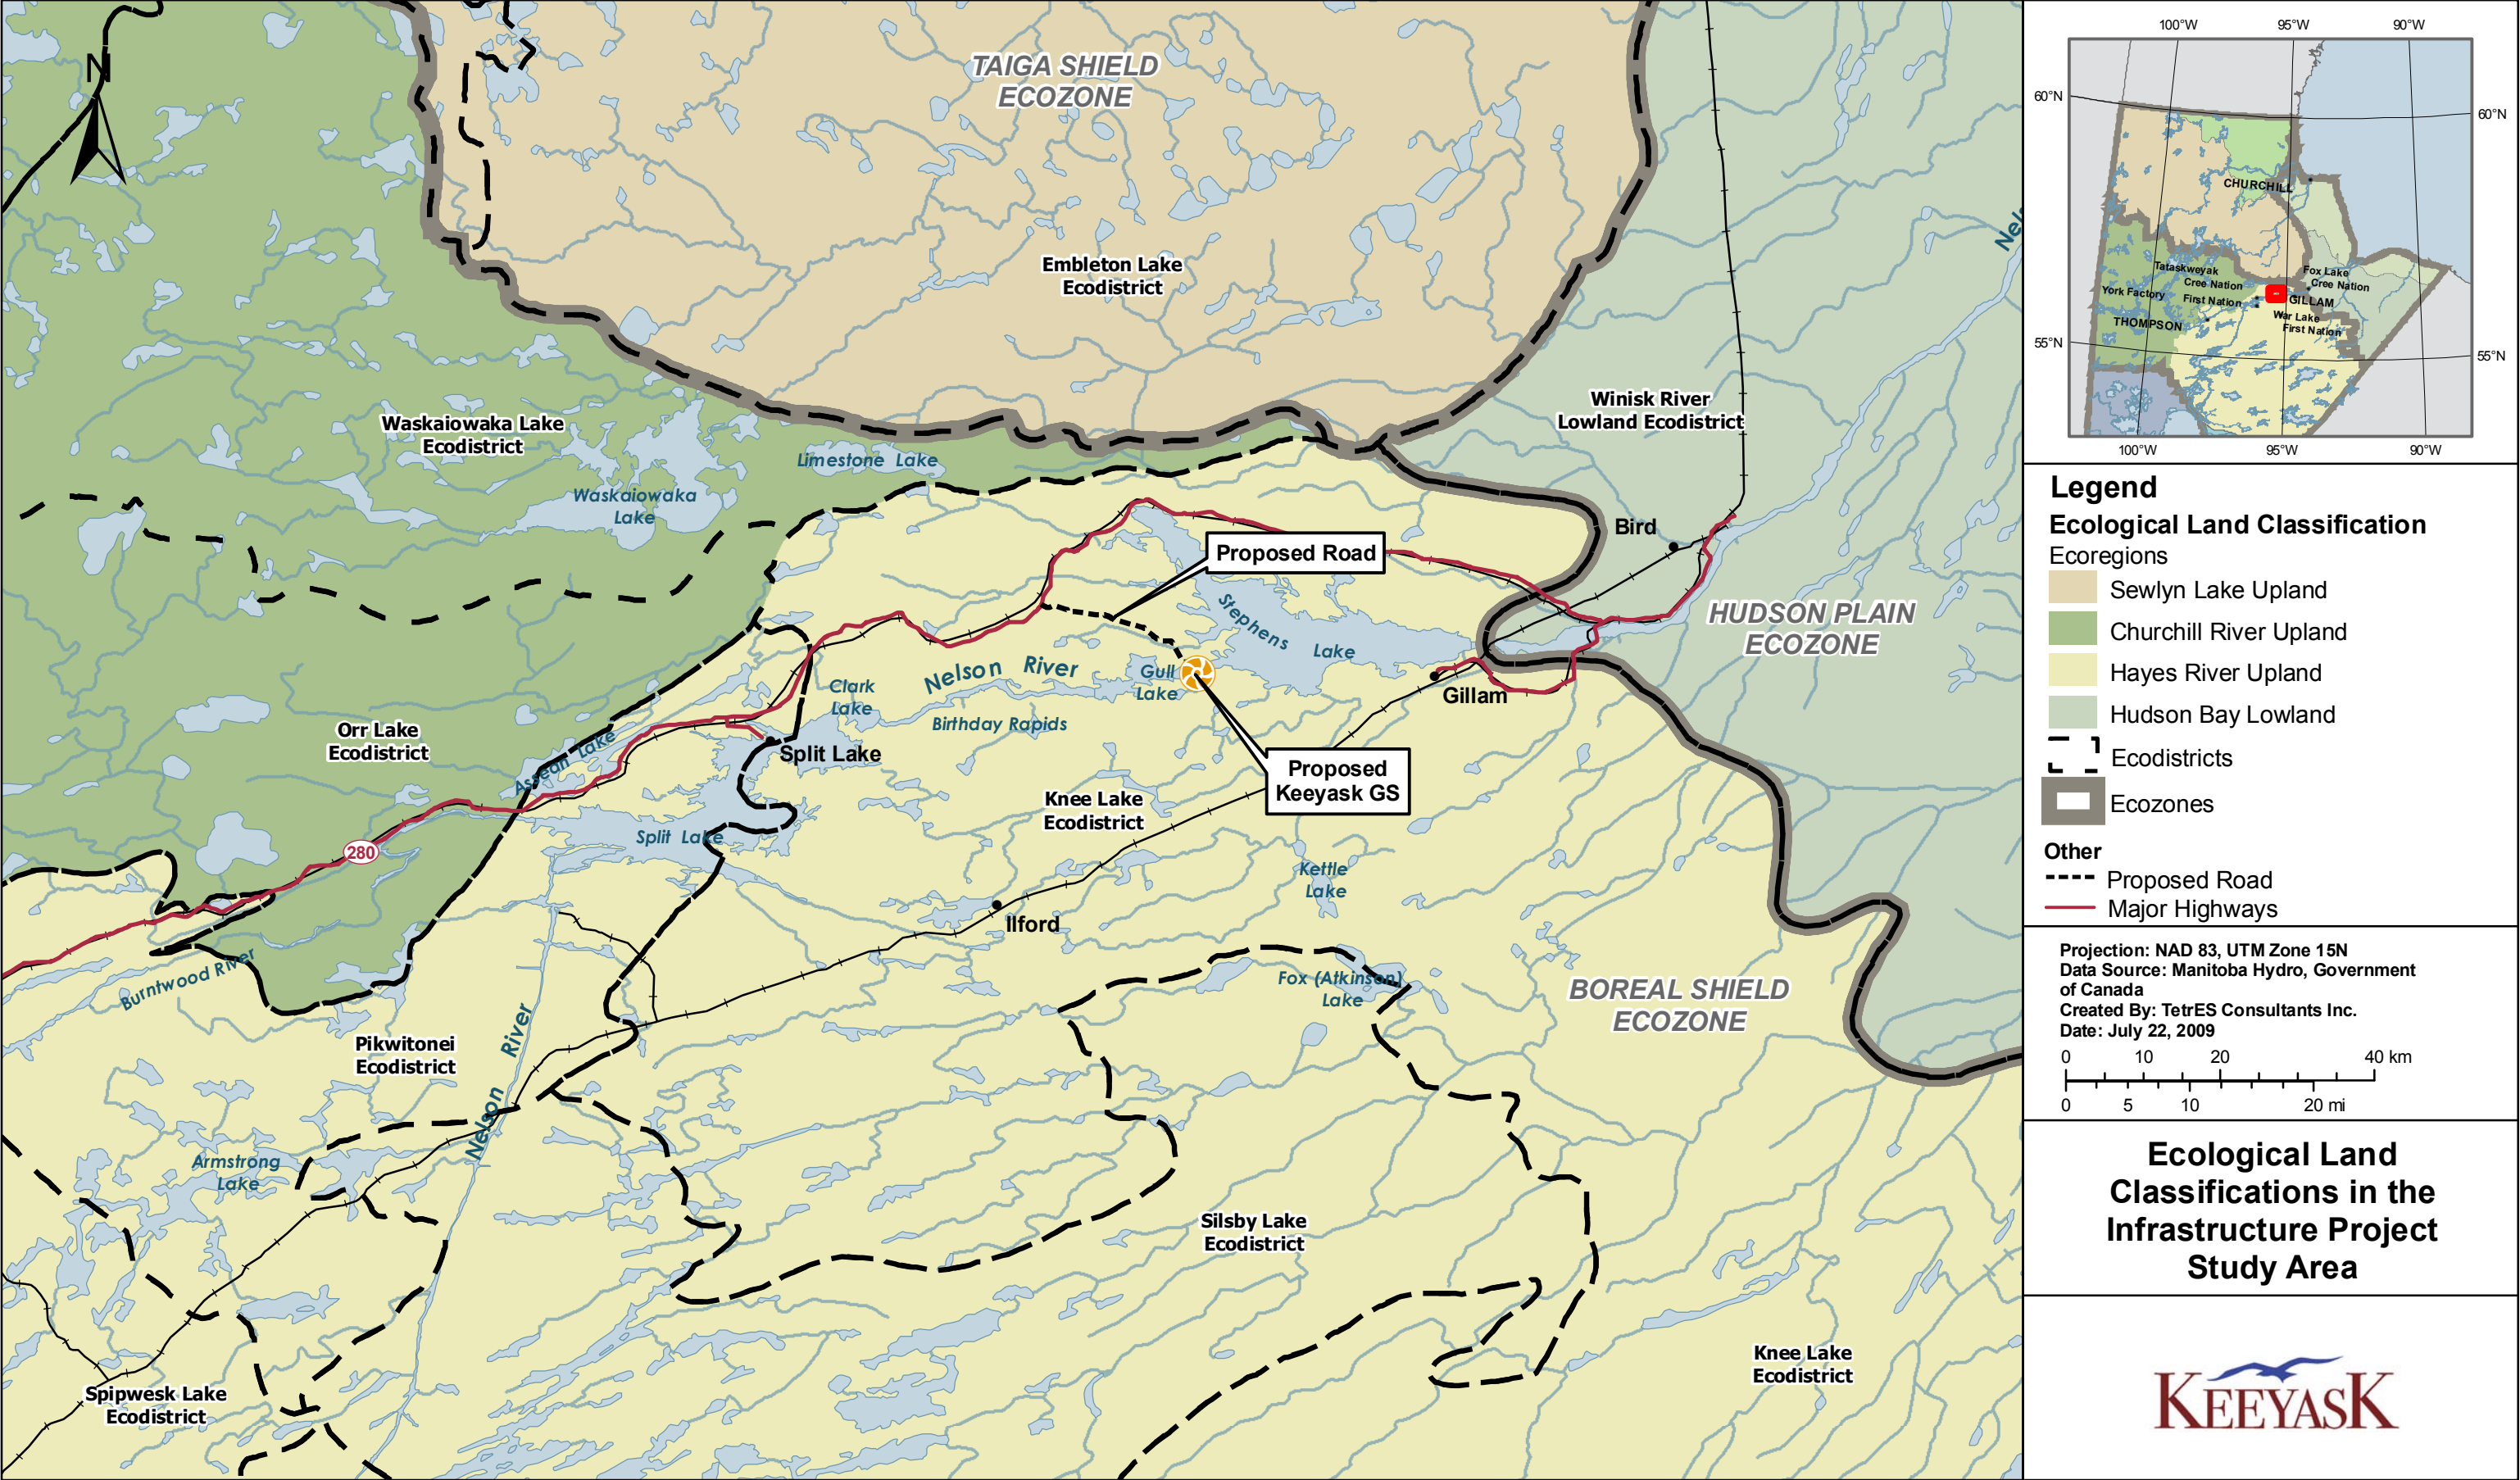 N
TAIGA SHIELD
ECOZONE
Embleton Lake
Ecodistrict
Waskaiowaka Lake
Ecodistrict
Limestone Lake
Waskaiowaka
Lake
Winisk River
Lowland Ecodistrict
Bird
Proposed Road
HUDSON PLAIN
ECOZONE
Stephens
Lake
Nelson River
Gull
Lake
Clark
Lake
Birthday Rapids
Gillam
Orr Lake
Ecodistrict
Assean Lake
Split Lake
Proposed
Keeyask GS
Knee Lake
Ecodistrict
Split Lake
280
Kettle
Lake
Ilford
Burntwood River
Fox (Atkinson)
Lake
BOREAL SHIELD
ECOZONE
Pikwitonei
Ecodistrict
Nelson River
Armstrong
Lake
Silsby Lake
Ecodistrict
Knee Lake
Ecodistrict
Spipwesk Lake
Ecodistrict
Nels
100°W 95°W 90°W
60°N
60°N
CHURCHILL
Tataskweyak
Cree Nation
Fox Lake
Cree Nation
York Factory
First Nation
GILLAM
War Lake
First Nation
THOMPSON
55°N
55°N
100°W 95°W 90°W
Legend
Ecological Land Classification
Ecoregions
Sewlyn Lake Upland
Churchill River Upland
Hayes River Upland
Hudson Bay Lowland
Ecodistricts
Ecozones
Other
Proposed Road
Major Highways
Projection: NAD 83, UTM Zone 15N
Data Source: Manitoba Hydro, Government
of Canada
Created By: TetrES Consultants Inc.
Date: July 22, 2009
0 10 20 40 km
0 5 10 20 mi
Ecological Land
Classifications in the
Infrastructure Project
Study Area
KEEYASK